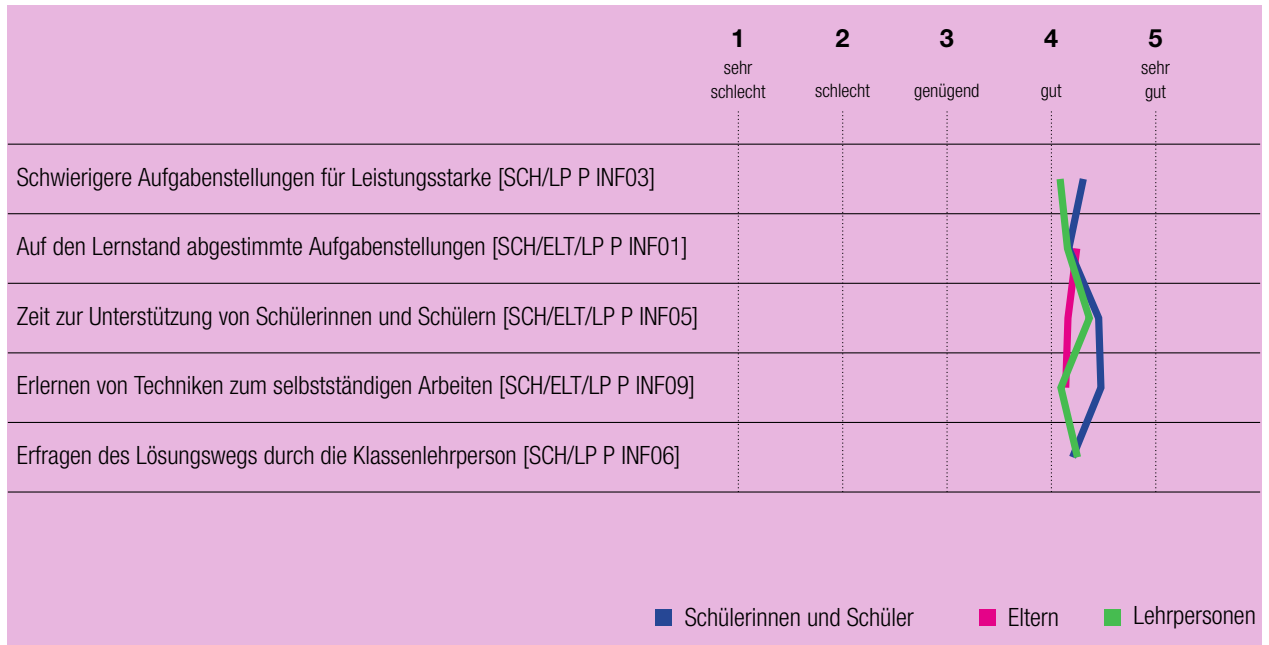 1 2 3 4 5
sehr schlecht schlecht genügend gut sehr gut
Schwierigere Aufgabenstellungen für Leistungsstarke [SCH/LP P INF03]
Auf den Lernstand abgestimmte Aufgabenstellungen [SCH/ELT/LP P INF01]
Zeit zur Unterstützung von Schülerinnen und Schülern [SCH/ELT/LP P INF05]
Erlernen von Techniken zum selbstständigen Arbeiten [SCH/ELT/LP P INF09]
Erfragen des Lösungswegs durch die Klassenlehrperson [SCH/LP P INF06]
Schülerinnen und Schüler Eltern Lehrpersonen